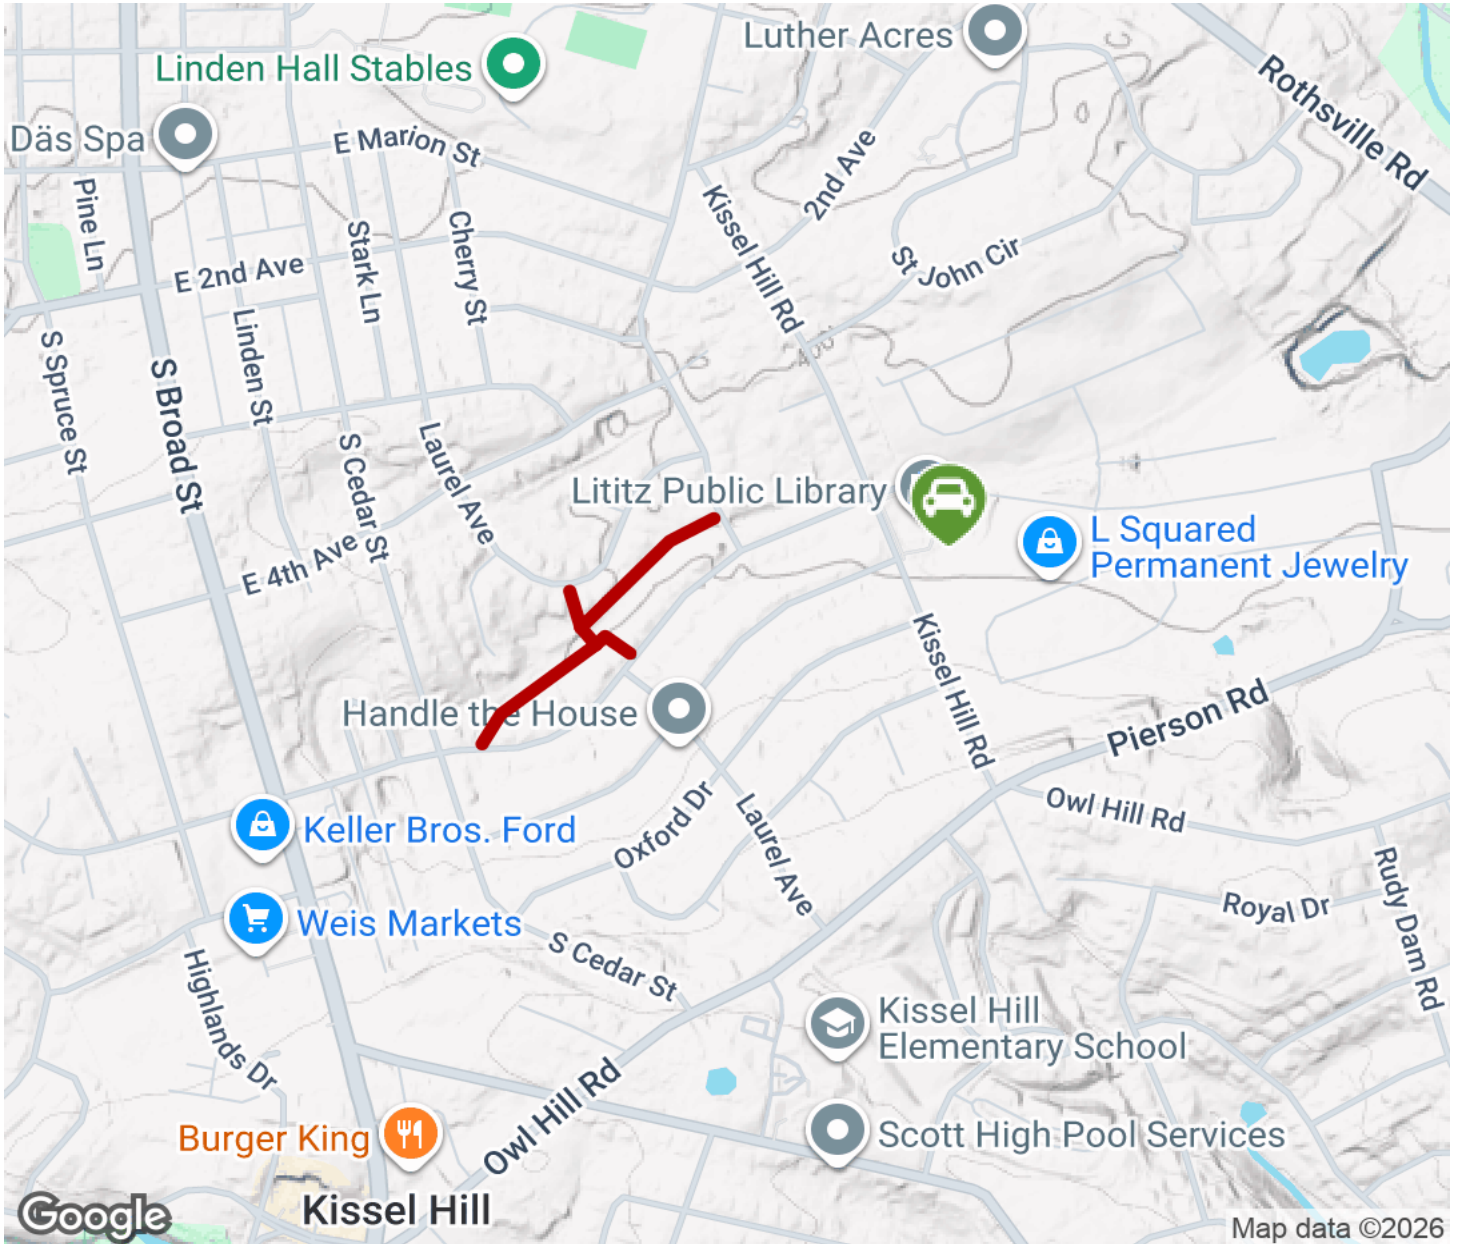 Luther Acres
Linden Hall Stables
Rothsville Rd
Däs Spa
E Marion St
2nd Ave
Pine Ln
Kissel Hill Rd
Cherry St
Stark Ln
St John Cir
E 2nd Ave
Linden St
S Spruce St
S Broad St
Laurel Ave
S Cedar St
Lititz Public Library
L Squared
Permanent Jewelry
E 4th Ave
Kissel Hill Rd
Handle the House
Pierson Rd
Owl Hill Rd
Oxford Dr
Laurel Ave
Keller Bros. Ford
Rudy Dam Rd
Royal Dr
Weis Markets
S Cedar St
Highlands Dr
Kissel Hill
Elementary School
Owl Hill Rd
Burger King
Scott High Pool Services
Kissel Hill
Google
Map data ©2026